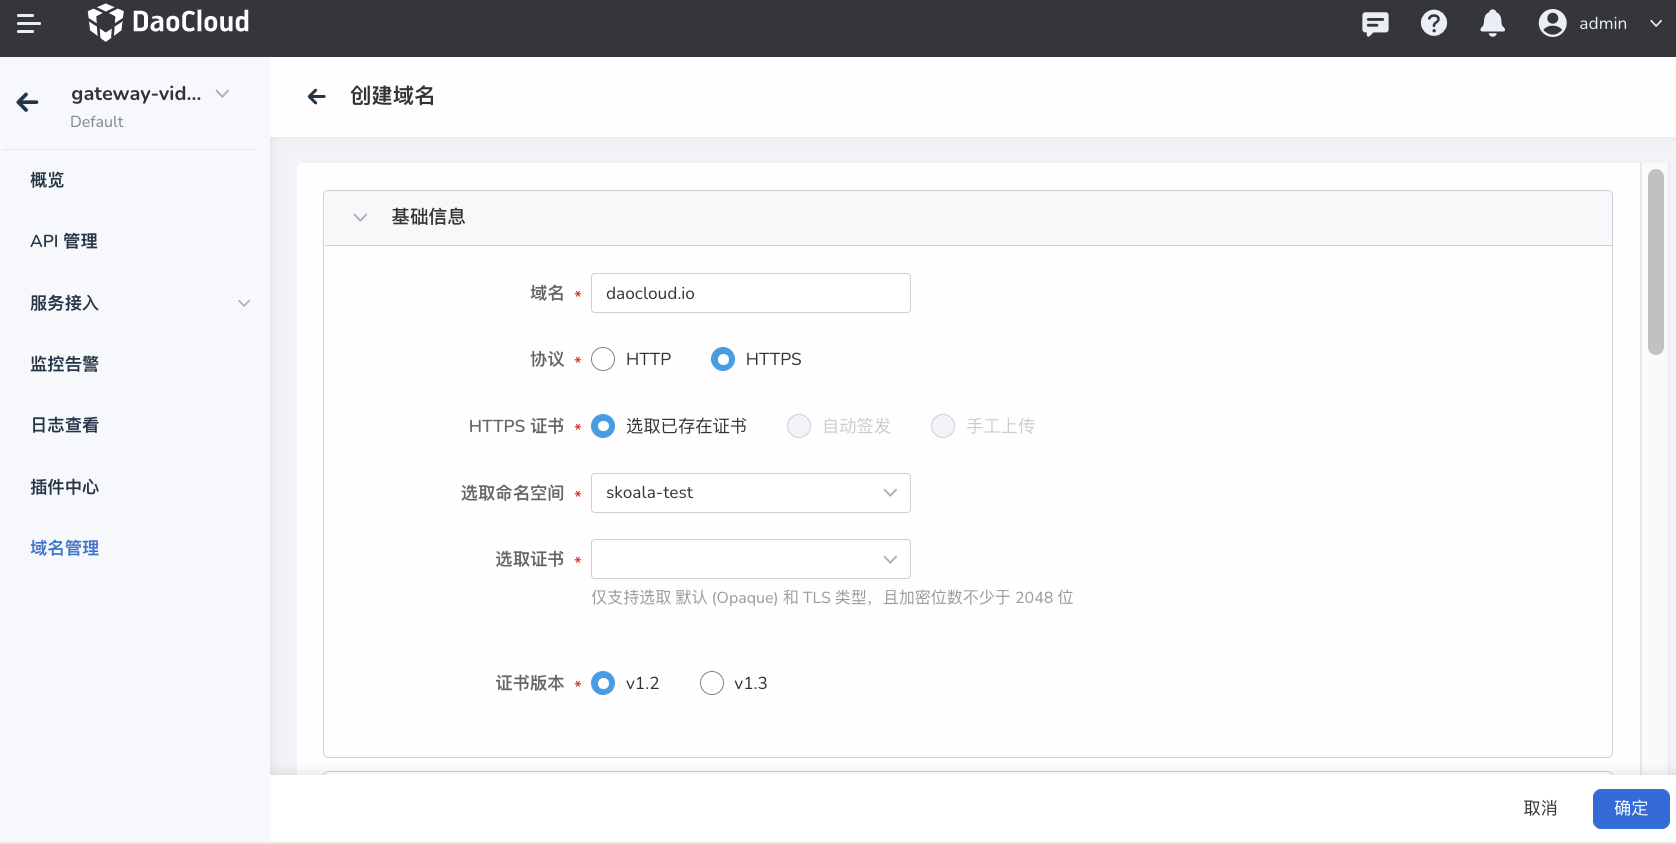 DaoCloud
admin
gateway-vid...
Default
概览
API 管理
服务接入
监控告警
日志查看
插件中心
域名管理
创建域名
基础信息
域名 * daocloud.io
协议 * HTTP HTTPS
HTTPS 证书 * 选取已存在证书 自动签发 手工上传
选取命名空间 * skoala-test
选取证书 *
仅支持选取 默认 (Opaque) 和 TLS 类型，且加密位数不少于 2048 位
证书版本 * v1.2 v1.3
取消 确定